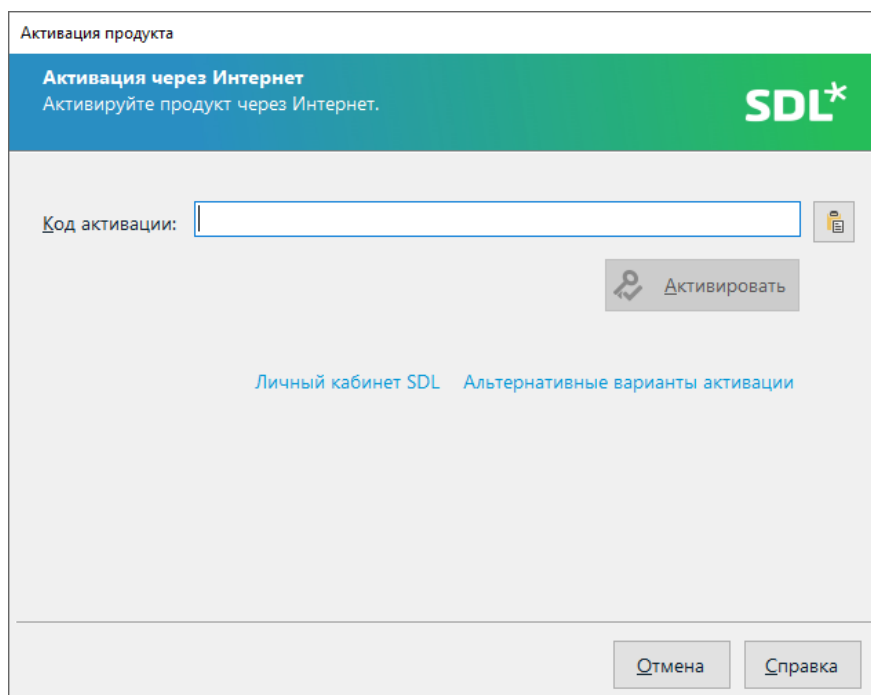 Активация продукта
Активация через Интернет
Активируйте продукт через Интернет.
SDL*
Код активации:
Активировать
Личный кабинет SDL Альтернативные варианты активации
Отмена Справка